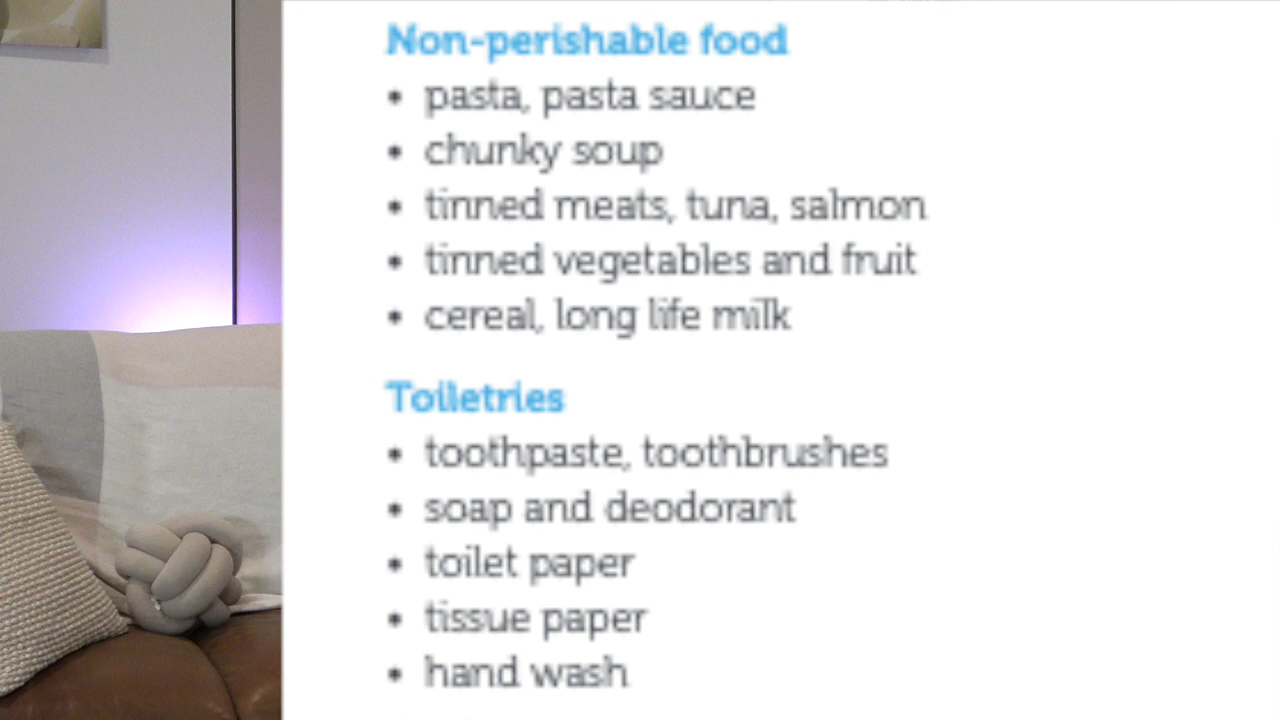 Non-perishable food
• pasta, pasta sauce
• chunky soup
• tinned meats, tuna, salmon
• tinned vegetables and fruit
• cereal, long life milk
Toiletries
• toothpaste, toothbrushes
• soap and deodorant
• toilet paper
• tissue paper
• hand wash